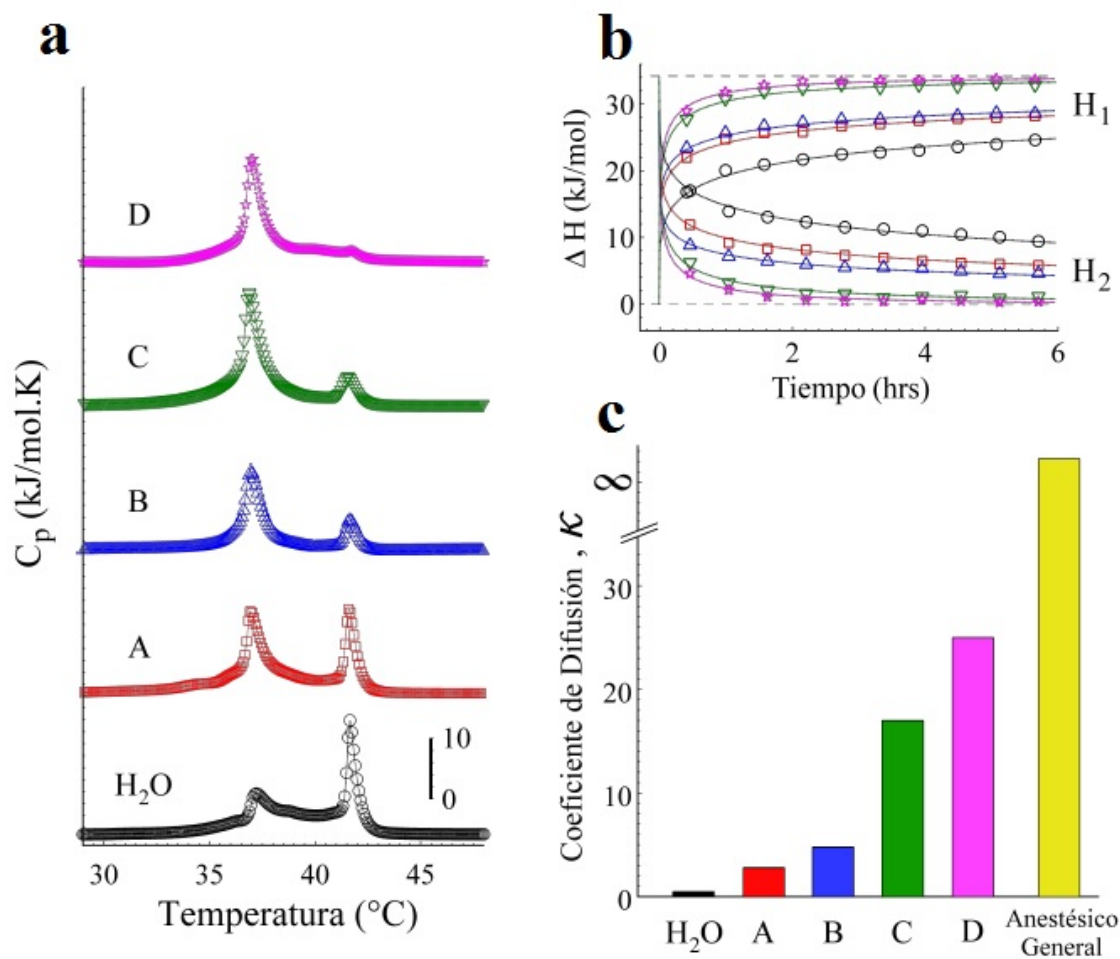 a
D
C
B
A
H₂O
10
0
C_p (kJ/mol.K)
30
35
40
45
Temperatura (°C)
b
30
20
10
0
Δ H (kJ/mol)
H₁
H₂
0
2
4
6
Tiempo (hrs)
c
∞
30
20
10
0
Coeficiente de Difusión , κ
H₂O
A
B
C
D
Anestésico
General